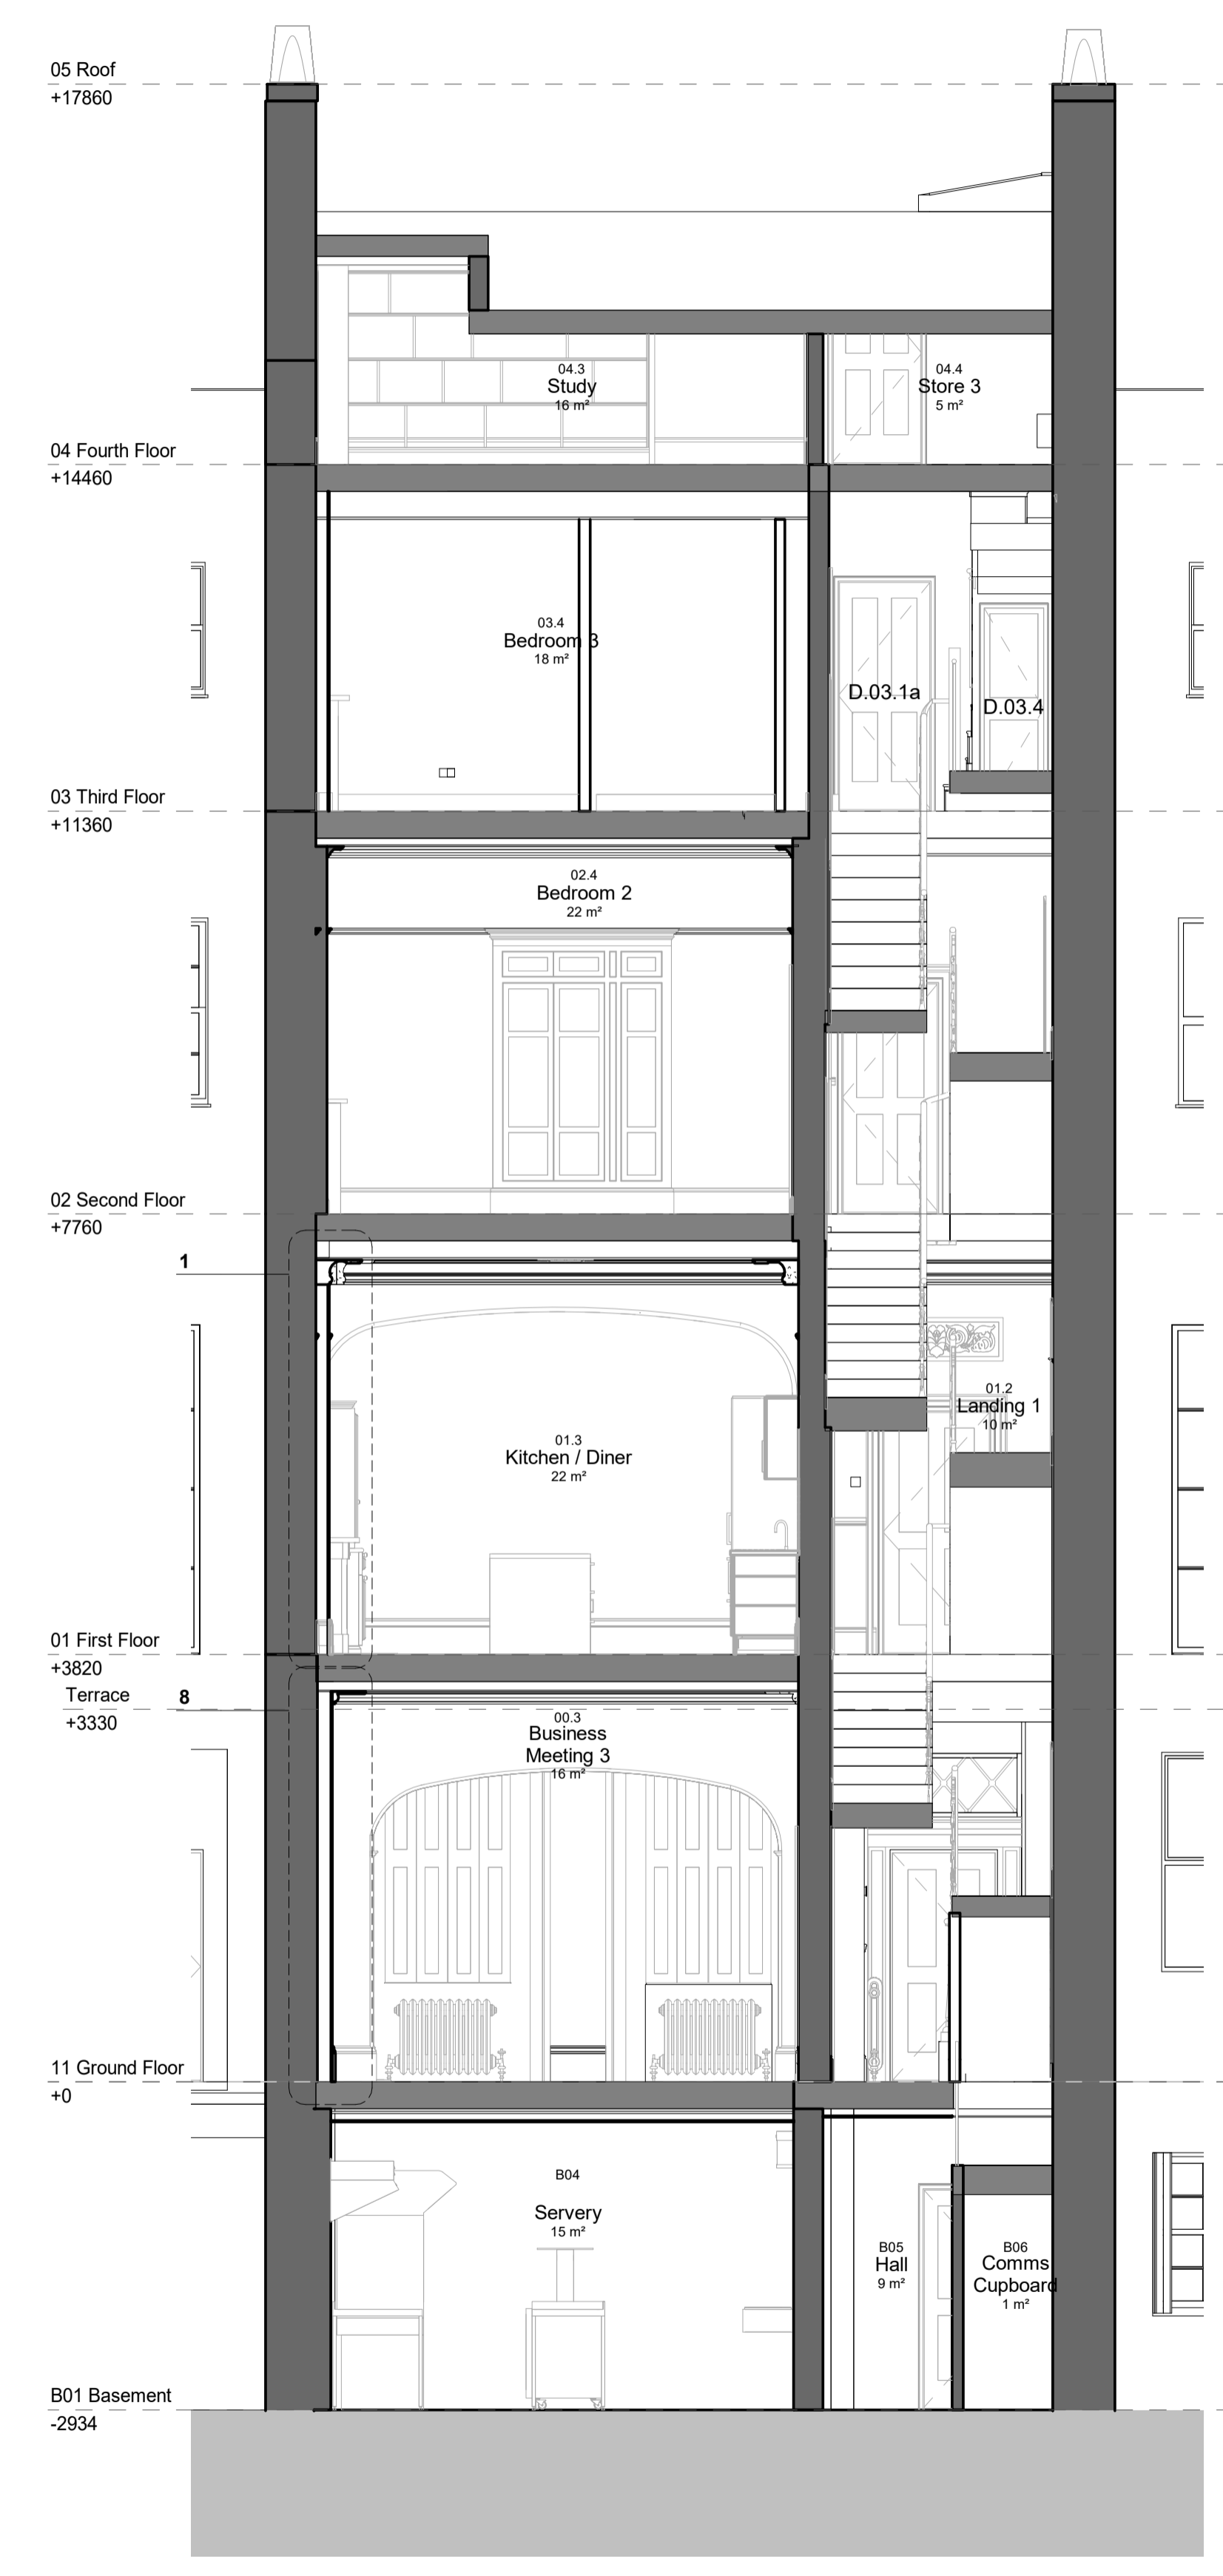 05 Roof
+17860
04.3
Study
16 m²
04.4
Store 3
5 m²
04 Fourth Floor
+14460
03.4
Bedroom 3
18 m²
D.03.1a
D.03.4
03 Third Floor
+11360
02.4
Bedroom 2
22 m²
02 Second Floor
+7760
1
01.2
Landing 1
10 m²
01.3
Kitchen / Diner
22 m²
01 First Floor
+3820
Terrace
+3330
8
00.3
Business
Meeting 3
16 m²
11 Ground Floor
+0
B04
Servery
15 m²
B05
Hall
9 m²
B06
Comms
Cupboard
1 m²
B01 Basement
-2934